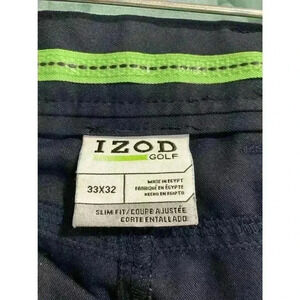 IZOD
GOLF
33X32
MADE IN EGYPT
FABRIQUÉ EN ÉGYPTE
HECHO EN EGIPTO
SLIM FIT/COUPE AJUSTÉE
CORTE ENTALLADO